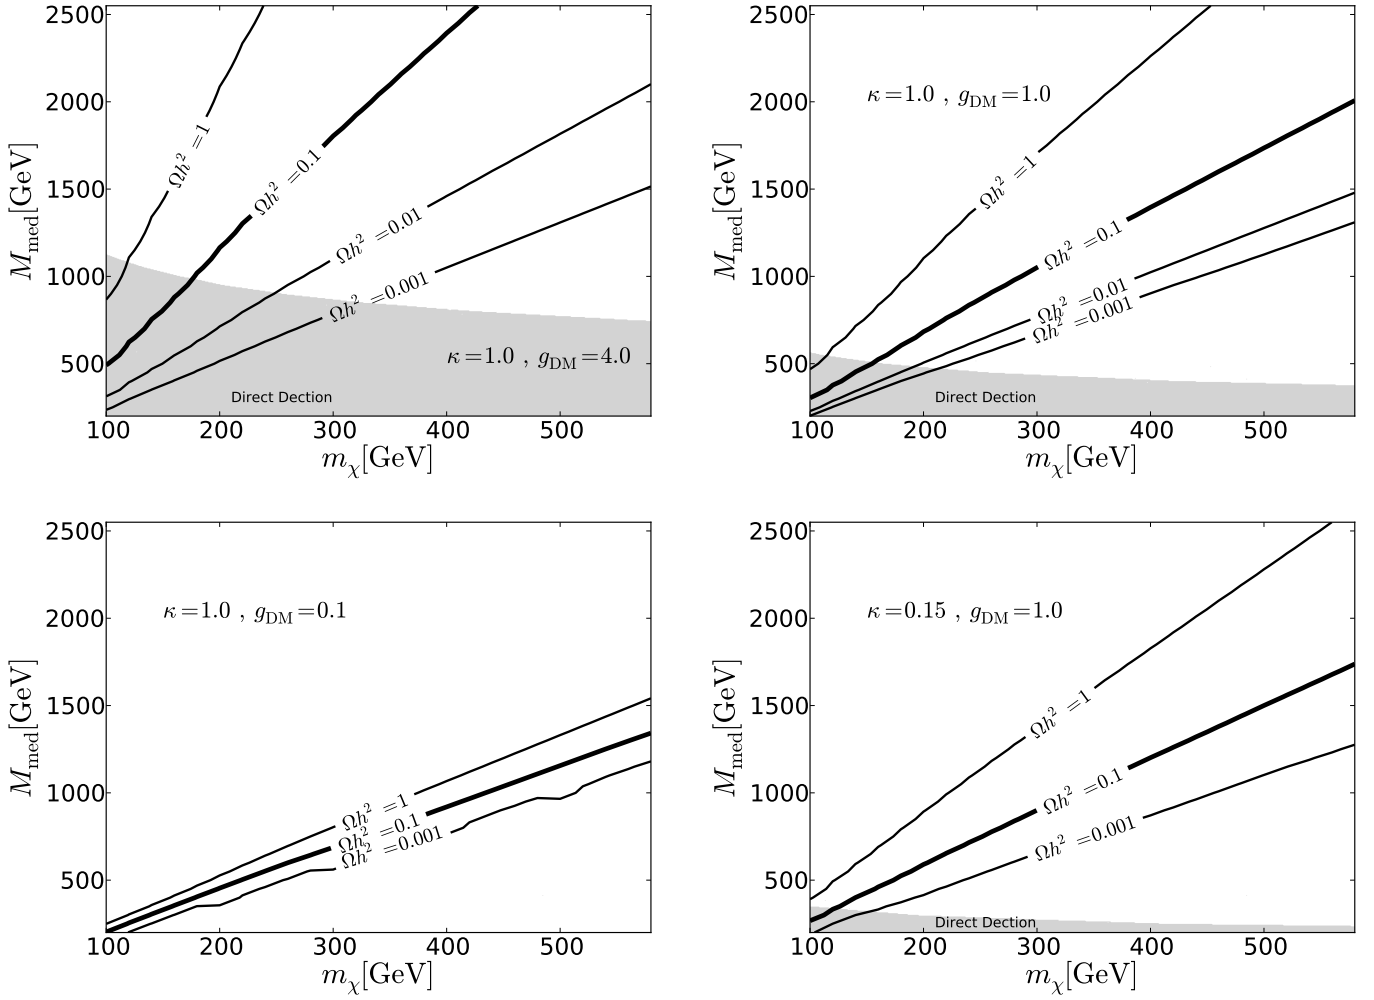 2500
2000
1500
1000
500
M_med[GeV]
Ωh² =1
Ωh² =0.1
Ωh² =0.01
Ωh² =0.001
κ=1.0 , g_DM=4.0
Direct Dection
100 200 300 400 500
m_χ[GeV]
2500
2000
1500
1000
500
M_med[GeV]
κ=1.0 , g_DM=1.0
Ωh² =1
Ωh² =0.1
Ωh² =0.01
Ωh² =0.001
Direct Dection
100 200 300 400 500
m_χ[GeV]
2500
2000
1500
1000
500
M_med[GeV]
κ=1.0 , g_DM=0.1
Ωh² =1
Ωh² =0.1
Ωh² =0.001
100 200 300 400 500
m_χ[GeV]
2500
2000
1500
1000
500
M_med[GeV]
κ=0.15 , g_DM=1.0
Ωh² =1
Ωh² =0.1
Ωh² =0.001
Direct Dection
100 200 300 400 500
m_χ[GeV]